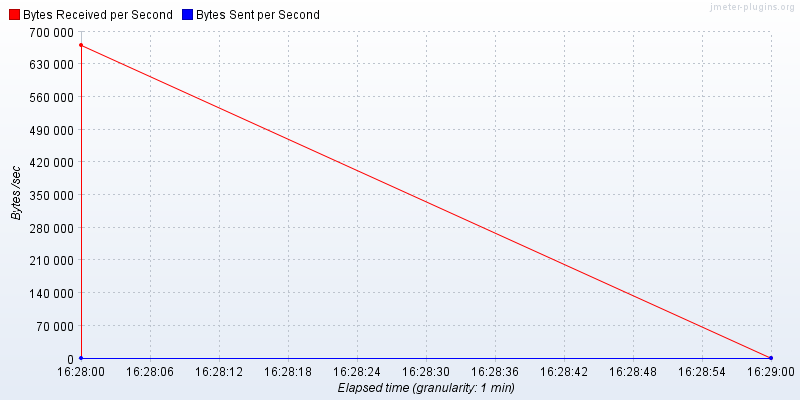 jmeter-plugins.org
Bytes Received per Second Bytes Sent per Second
700 000
630 000
560 000
490 000
420 000
350 000
280 000
210 000
140 000
70 000
0
Bytes /sec
16:28:00 16:28:06 16:28:12 16:28:18 16:28:24 16:28:30 16:28:36 16:28:42 16:28:48 16:28:54 16:29:00
Elapsed time (granularity: 1 min)